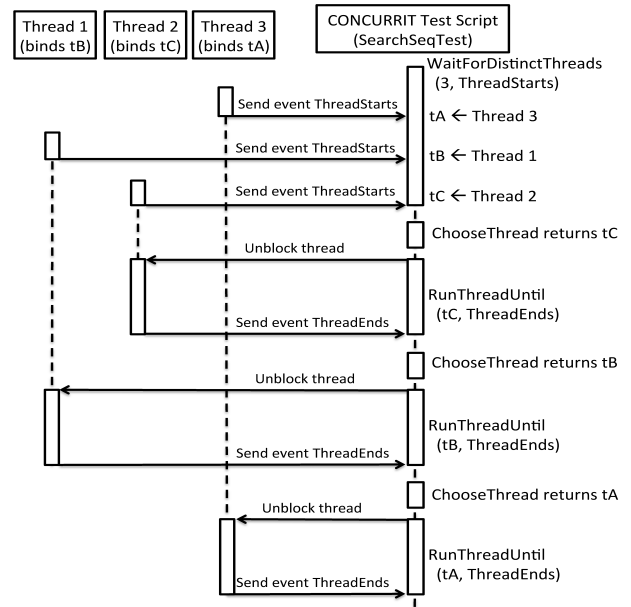 Thread 1
(binds tB)
Thread 2
(binds tC)
Thread 3
(binds tA)
CONCURRIT Test Script
(SearchSeqTest)
WaitForDistinctThreads
(3, ThreadStarts)
Send event ThreadStarts
tA ← Thread 3
Send event ThreadStarts
tB ← Thread 1
Send event ThreadStarts
tC ← Thread 2
ChooseThread returns tC
Unblock thread
RunThreadUntil
(tC, ThreadEnds)
Send event ThreadEnds
ChooseThread returns tB
Unblock thread
RunThreadUntil
(tB, ThreadEnds)
Send event ThreadEnds
ChooseThread returns tA
Unblock thread
RunThreadUntil
(tA, ThreadEnds)
Send event ThreadEnds